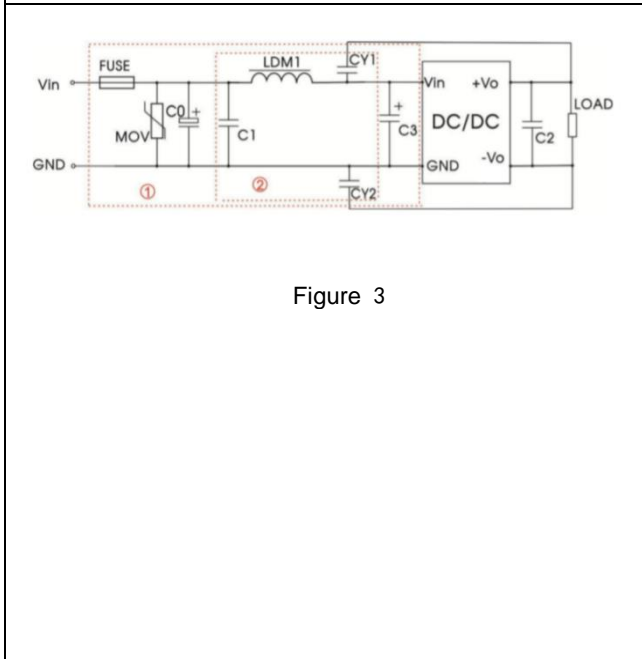 FUSE
LDM1
CY1
Vin
MOV
C0
+
C1
+
C3
Vin
+Vo
DC/DC
GND
-Vo
C2
LOAD
GND
①
②
CY2
Figure 3